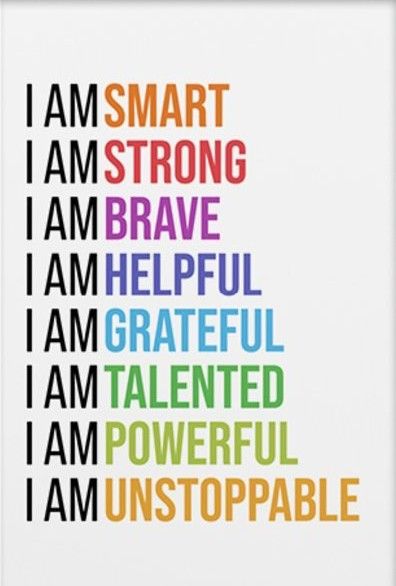 I AM SMART
I AM STRONG
I AM BRAVE
I AM HELPFUL
I AM GRATEFUL
I AM TALENTED
I AM POWERFUL
I AM UNSTOPPABLE